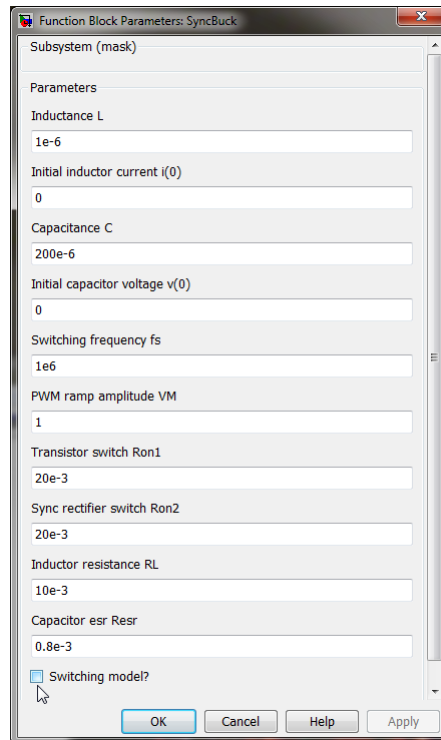 Function Block Parameters: SyncBuck
Subsystem (mask)
Parameters
Inductance L
1e-6
Initial inductor current i(0)
0
Capacitance C
200e-6
Initial capacitor voltage v(0)
0
Switching frequency fs
1e6
PWM ramp amplitude VM
1
Transistor switch Ron1
20e-3
Sync rectifier switch Ron2
20e-3
Inductor resistance RL
10e-3
Capacitor esr Resr
0.8e-3
Switching model?
OK Cancel Help Apply